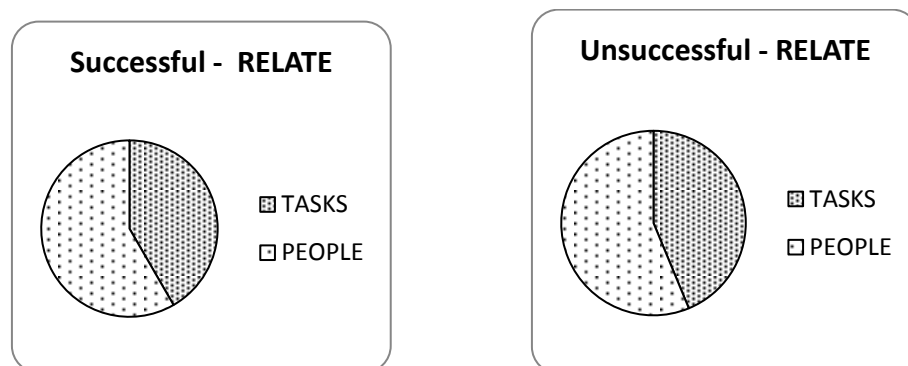 Successful - RELATE
TASKS
PEOPLE
Unsuccessful - RELATE
TASKS
PEOPLE